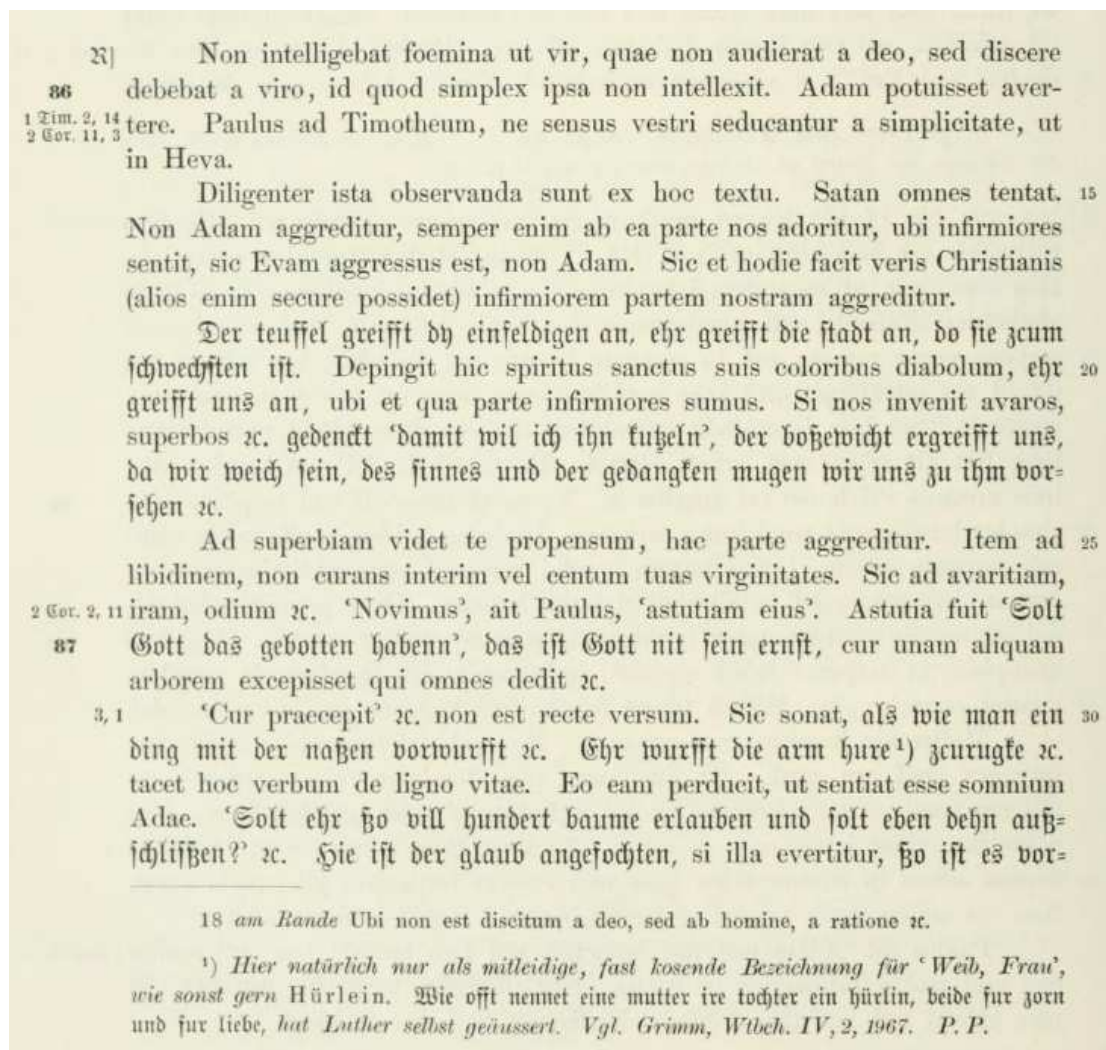 R] Non intelligebat foemina ut vir, quae non audierat a deo, sed discere
86 debebat a viro, id quod simplex ipsa non intellexit. Adam potuisset aver-
1 Tim. 2, 14
2 Cor. 11, 3 tere. Paulus ad Timotheum, ne sensus vestri seducantur a simplicitate, ut
in Heva.
Diligenter ista observanda sunt ex hoc textu. Satan omnes tentat. 15
Non Adam aggreditur, semper enim ab ea parte nos adoritur, ubi infirmiores
sentit, sic Evam aggressus est, non Adam. Sic et hodie facit veris Christianis
(alios enim secure possidet) infirmiorem partem nostram aggreditur.
Der teuffel greifft dy einfeldigen an, ehr greifft die stadt an, do sie zcum
schwechsten ist. Depingit hic spiritus sanctus suis coloribus diabolum, ehr 20
greifft uns an, ubi et qua parte infirmiores sumus. Si nos invenit avaros,
superbos ꝛc. gedenckt ‘damit wil ich ihn kutzeln’, der boßewicht ergreifft uns,
da wir weich sein, des sinnes und der gedangken mugen wir uns zu ihm vor-
sehen ꝛc.
Ad superbiam videt te propensum, hac parte aggreditur. Item ad 25
libidinem, non curans interim vel centum tuas virginitates. Sic ad avaritiam,
2 Cor. 2, 11 iram, odium ꝛc. ‘Novimus’, ait Paulus, ‘astutiam eius’. Astutia fuit ‘Solt
87 Gott das gebotten habenn’, das ist Gott nit sein ernst, cur unam aliquam
arborem excepisset qui omnes dedit ꝛc.
3, 1 ‘Cur praecepit’ ꝛc. non est recte versum. Sic sonat, als wie man ein 30
ding mit der naßen vorwurfft ꝛc. Ehr wurfft die arm hure¹) zcurugke ꝛc.
tacet hoc verbum de ligno vitae. Eo eam perducit, ut sentiat esse somnium
Adae. ‘Solt ehr ßo vill hundert baume erlauben und solt eben dehn auß-
schlißßen?’ ꝛc. Hie ist der glaub angefochten, si illa evertitur, ßo ist es vor-
18 am Rande Ubi non est discitum a deo, sed ab homine, a ratione ꝛc.
¹) Hier natürlich nur als mitleidige, fast kosende Bezeichnung für ‘Weib, Frau’,
wie sonst gern Hürlein. Wie offt nennet eine mutter ire tochter ein hürlin, beide fur zorn
und fur liebe, hat Luther selbst geäussert. Vgl. Grimm, Wtbch. IV, 2, 1967. P. P.